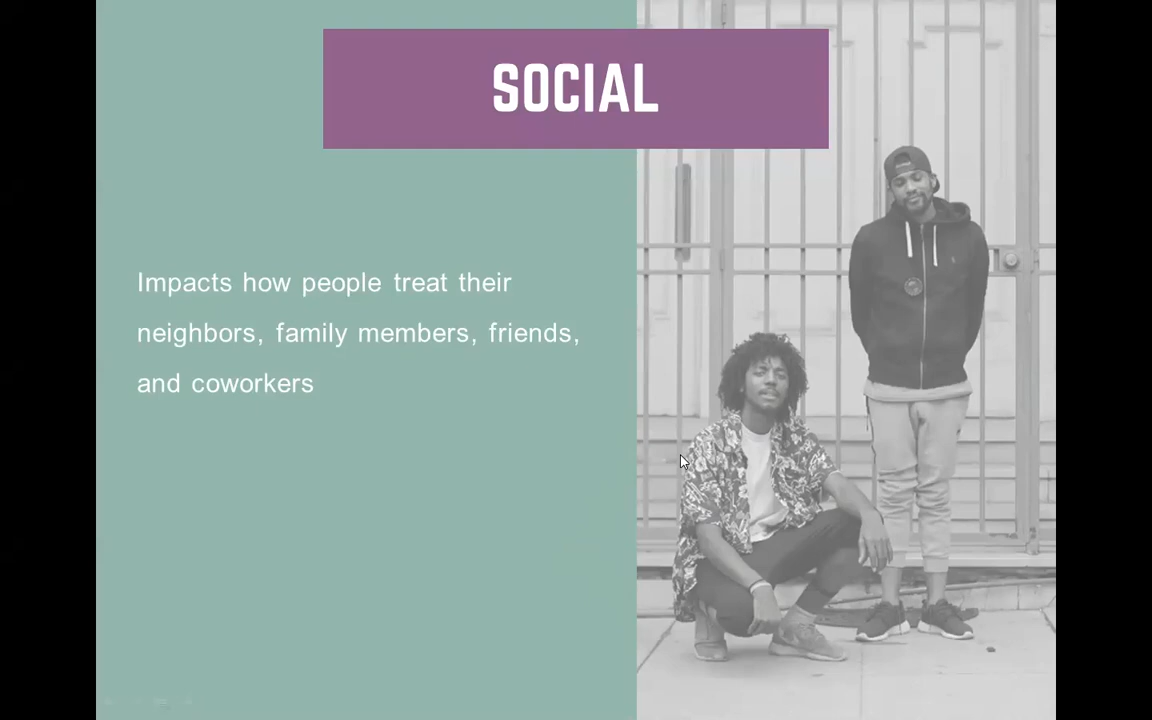 SOCIAL
Impacts how people treat their
neighbors, family members, friends,
and coworkers